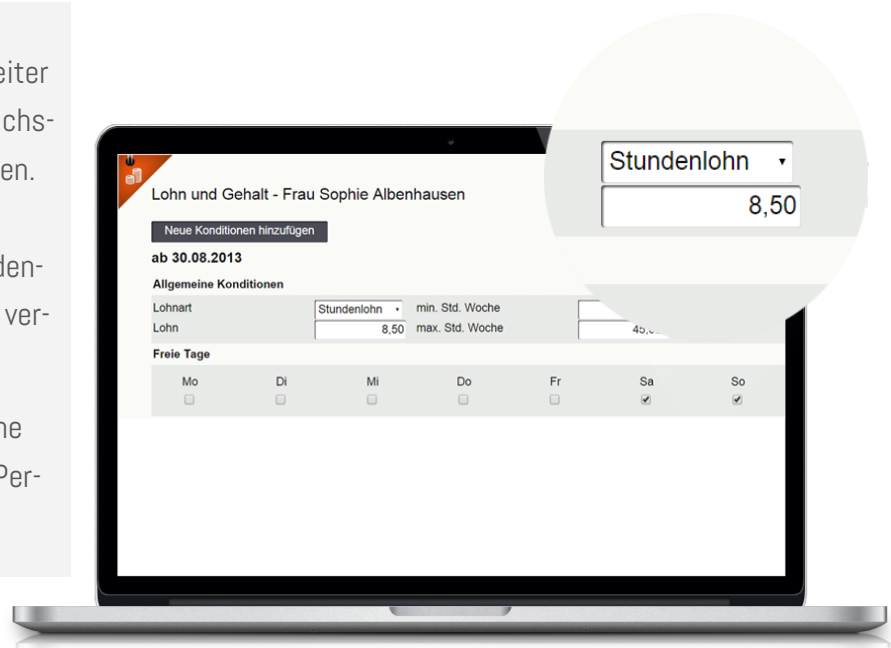 eiter
chs-
en.
den-
ver-
ne
Per-
Stundenlohn
8,50
Lohn und Gehalt - Frau Sophie Albenhausen
Neue Konditionen hinzufügen
ab 30.08.2013
Allgemeine Konditionen
Lohnart Stundenlohn min. Std. Woche
Lohn 8,50 max. Std. Woche
Freie Tage
Mo Di Mi Do Fr Sa So